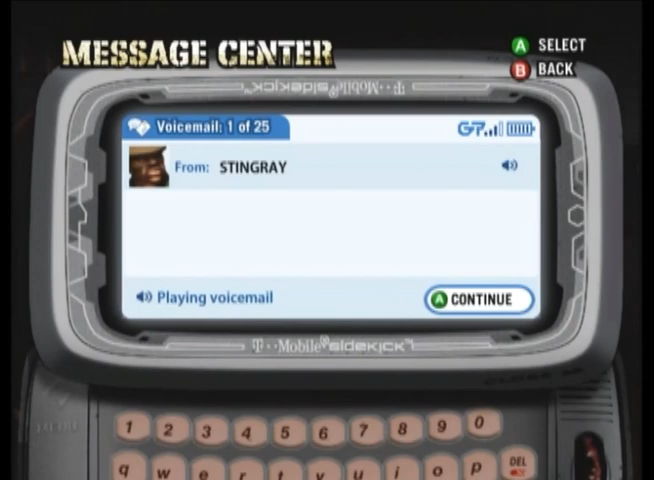 MESSAGE CENTER
A SELECT
B BACK
T··Mobile sidekick
Voicemail: 1 of 25
From: STINGRAY
Playing voicemail
A CONTINUE
T··Mobile sidekick
MENU
1 2 3 4 5 6 7 8 9 0
q w e r t y u i o p DEL